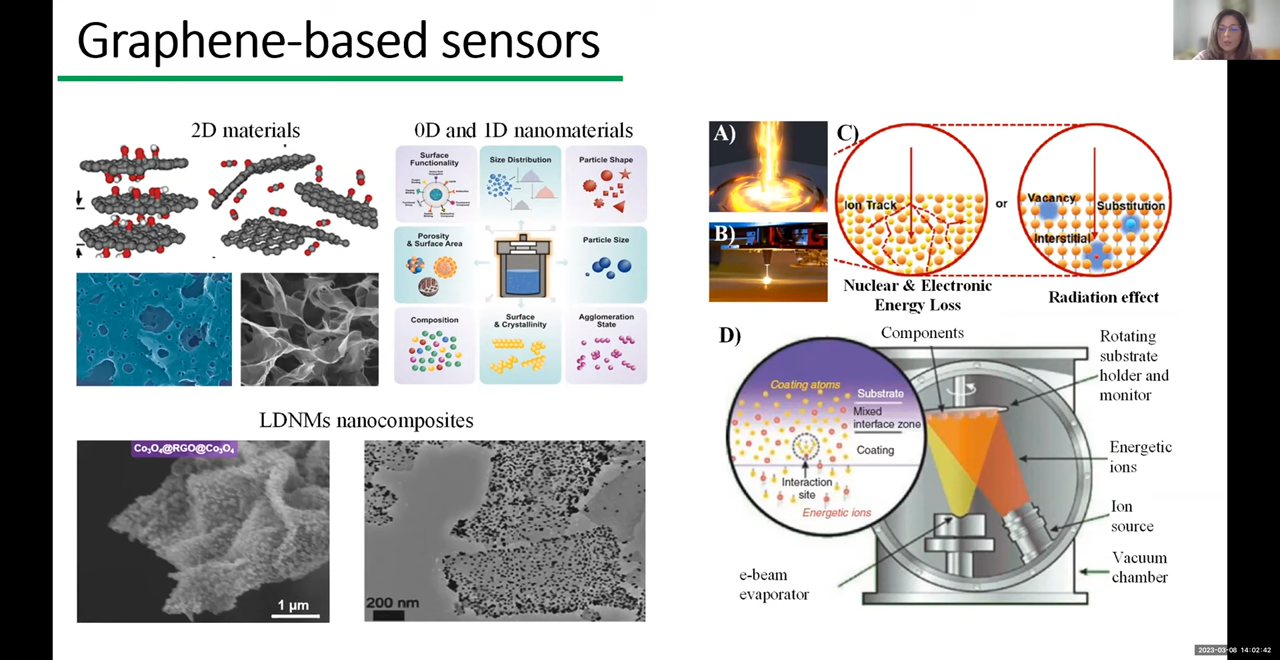 Graphene-based sensors
2D materials
0D and 1D nanomaterials
Surface
Functionality
Size Distribution
Particle Shape
Porosity
& Surface Area
Particle Size
Composition
Surface
& Crystallinity
Agglomeration
State
LDNMs nanocomposites
Co₃O₄@RGO@Co₃O₄
1 µm
200 nm
A)
B)
C)
Ion Track
or
Vacancy
Substitution
Interstitial
Nuclear & Electronic
Energy Loss
Radiation effect
D)
Components
Rotating
substrate
holder and
monitor
Coating atoms
Substrate
Mixed
interface zone
Coating
Interaction
site
Energetic ions
Energetic
ions
Ion
source
Vacuum
chamber
e-beam
evaporator
2023-03-08 14:02:42